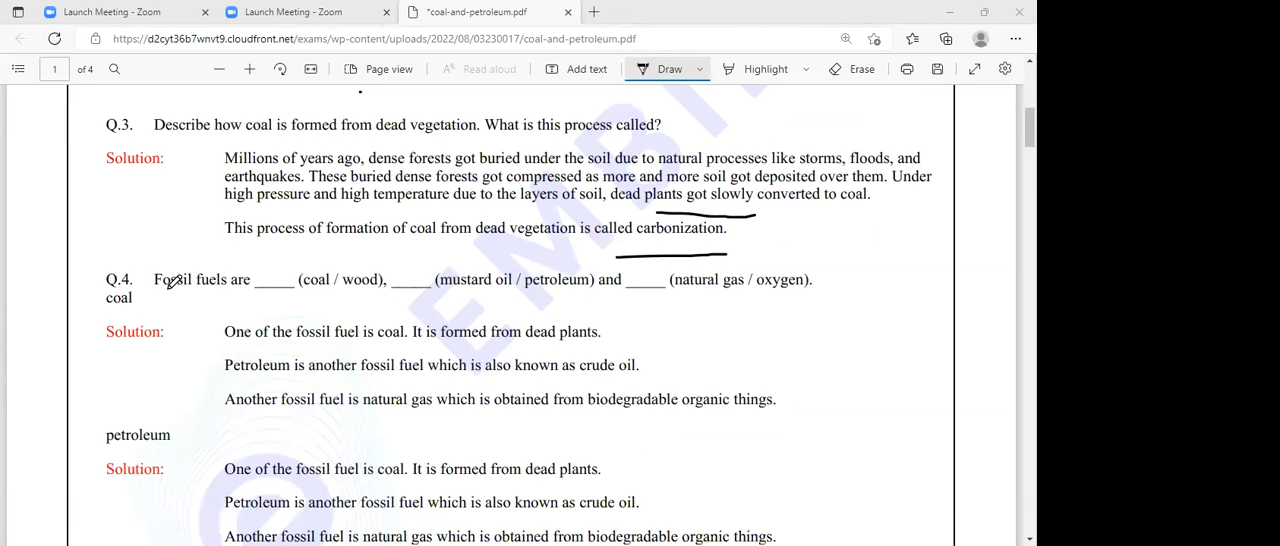 Launch Meeting - Zoom
Launch Meeting - Zoom
*coal-and-petroleum.pdf
https://d2cyt36b7wnvt9.cloudfront.net/exams/wp-content/uploads/2022/08/03230017/coal-and-petroleum.pdf
1 of 4
Page view
Read aloud
Add text
Draw
Highlight
Erase
Q.3. Describe how coal is formed from dead vegetation. What is this process called?
Solution: Millions of years ago, dense forests got buried under the soil due to natural processes like storms, floods, and
earthquakes. These buried dense forests got compressed as more and more soil got deposited over them. Under
high pressure and high temperature due to the layers of soil, dead plants got slowly converted to coal.
This process of formation of coal from dead vegetation is called carbonization.
Q.4. Fossil fuels are _____ (coal / wood), _____ (mustard oil / petroleum) and _____ (natural gas / oxygen).
coal
Solution: One of the fossil fuel is coal. It is formed from dead plants.
Petroleum is another fossil fuel which is also known as crude oil.
Another fossil fuel is natural gas which is obtained from biodegradable organic things.
petroleum
Solution: One of the fossil fuel is coal. It is formed from dead plants.
Petroleum is another fossil fuel which is also known as crude oil.
Another fossil fuel is natural gas which is obtained from biodegradable organic things.